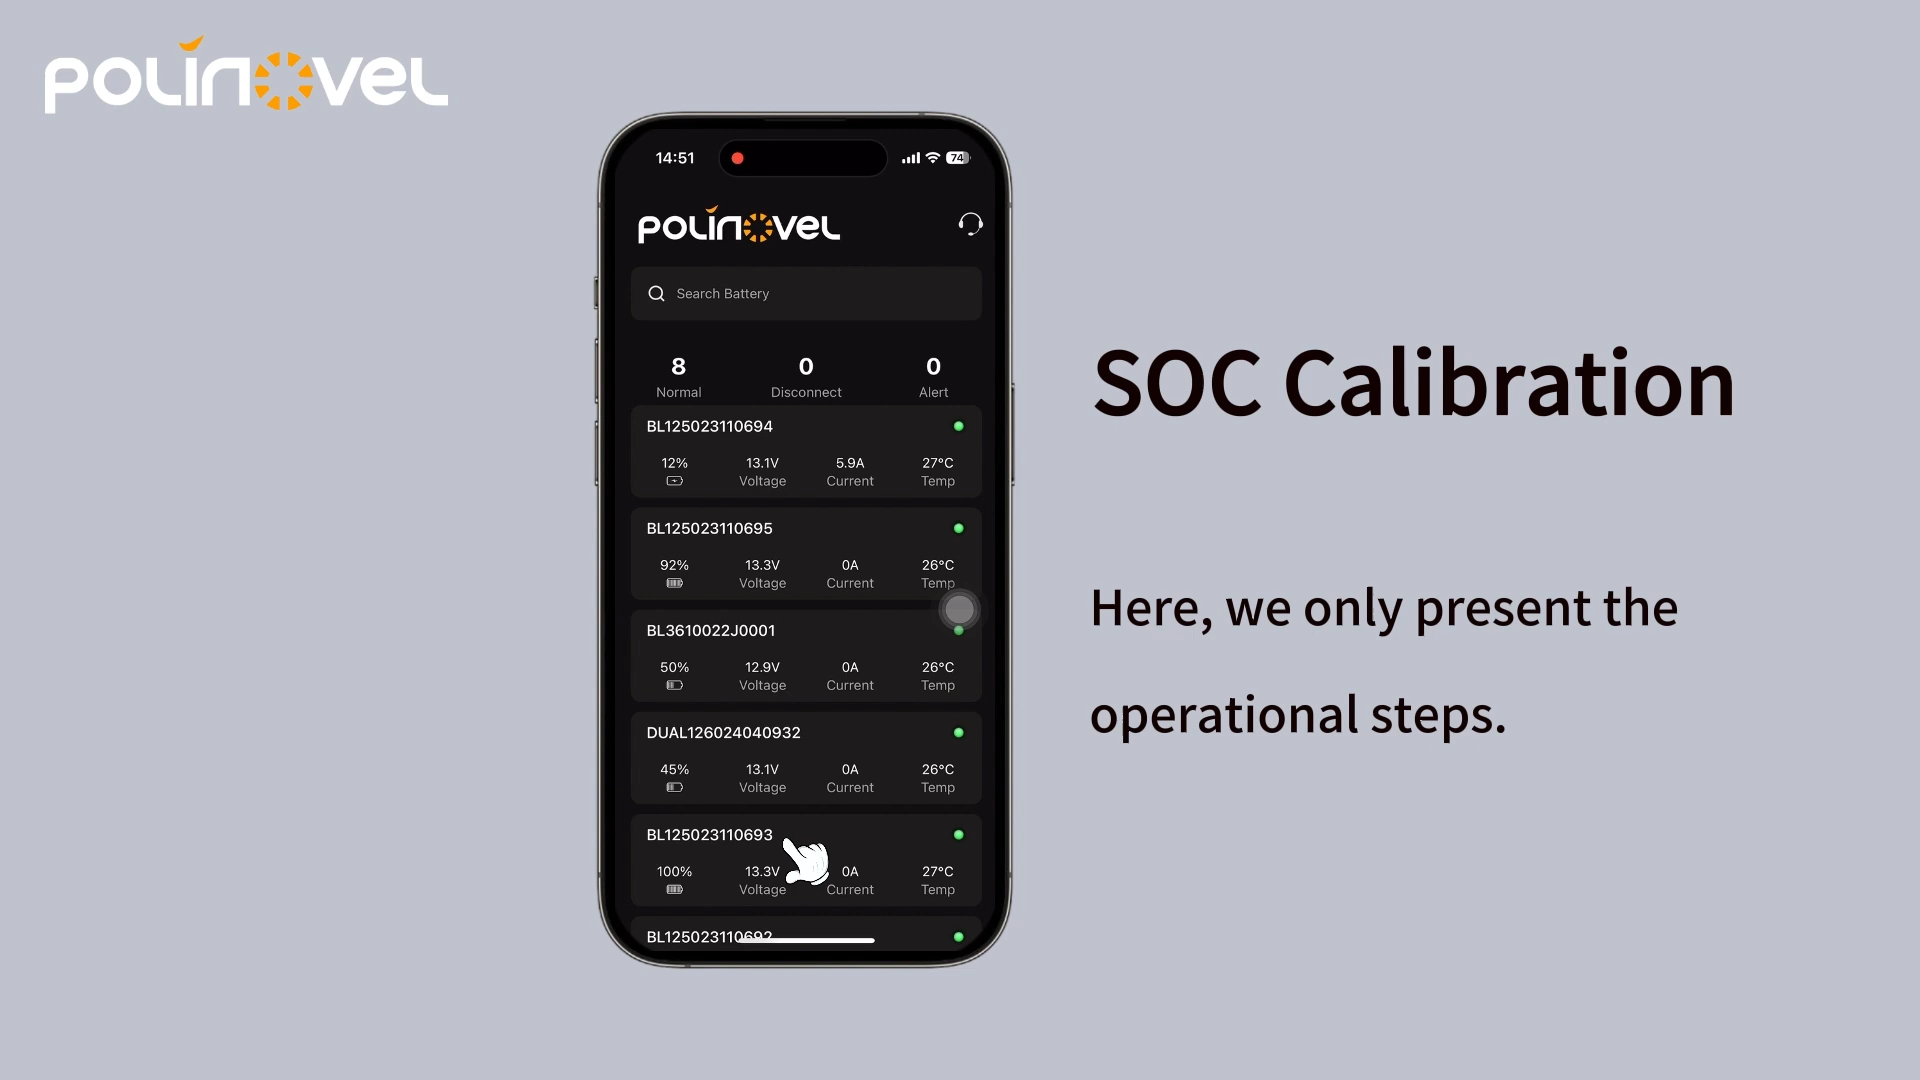 POLINOVEL
14:51
74
POLINOVEL
Search Battery
8 0 0
Normal Disconnect Alert
BL125023110694
12% 13.1V 5.9A 27°C
Voltage Current Temp
BL125023110695
92% 13.3V 0A 26°C
Voltage Current Temp
BL3610022J0001
50% 12.9V 0A 26°C
Voltage Current Temp
DUAL126024040932
45% 13.1V 0A 26°C
Voltage Current Temp
BL125023110693
100% 13.3V 0A 27°C
Voltage Current Temp
BL125023110692
SOC Calibration
Here, we only present the
operational steps.